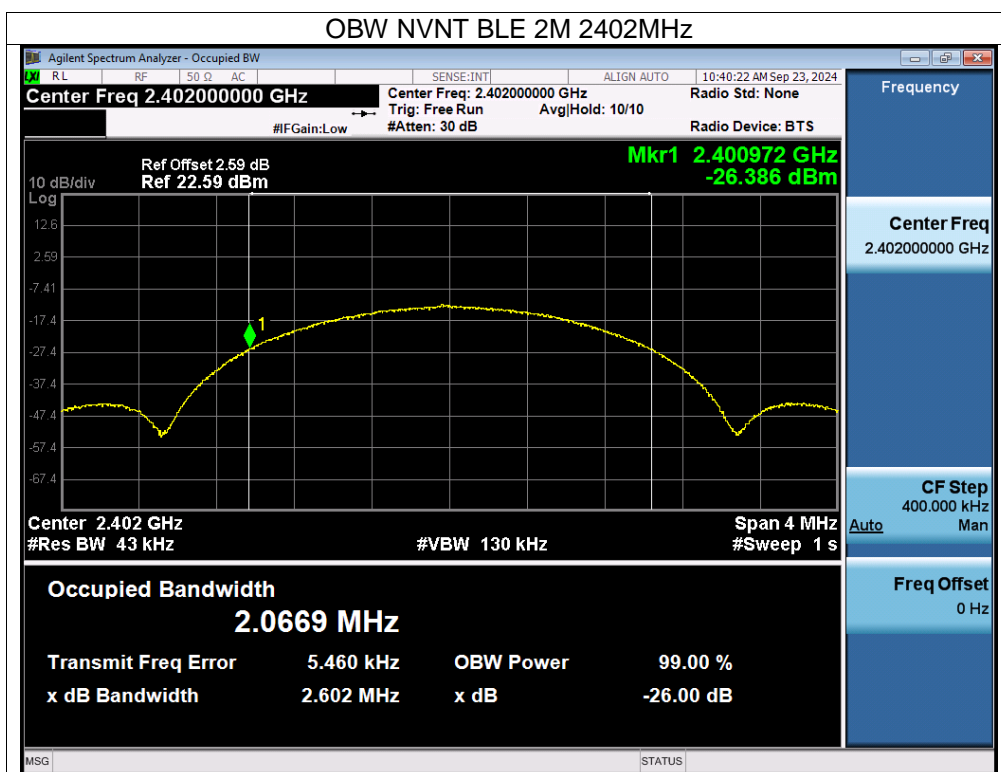 OBW NVNT BLE 2M 2402MHz
Agilent Spectrum Analyzer - Occupied BW
LXI RL RF 50 Ω AC SENSE:INT ALIGN AUTO 10:40:22 AM Sep 23, 2024
Center Freq 2.402000000 GHz
Center Freq: 2.402000000 GHz Radio Std: None
Trig: Free Run Avg|Hold: 10/10
#IFGain:Low #Atten: 30 dB Radio Device: BTS
Frequency
Mkr1 2.400972 GHz
-26.386 dBm
Ref Offset 2.59 dB
10 dB/div Ref 22.59 dBm
Log
12.6
2.59
-7.41
-17.4
-27.4
-37.4
-47.4
-57.4
-67.4
1
Center 2.402 GHz Span 4 MHz
#Res BW 43 kHz #VBW 130 kHz #Sweep 1 s
Occupied Bandwidth
2.0669 MHz
Transmit Freq Error 5.460 kHz OBW Power 99.00 %
x dB Bandwidth 2.602 MHz x dB -26.00 dB
Center Freq
2.402000000 GHz
CF Step
400.000 kHz
Auto Man
Freq Offset
0 Hz
MSG STATUS